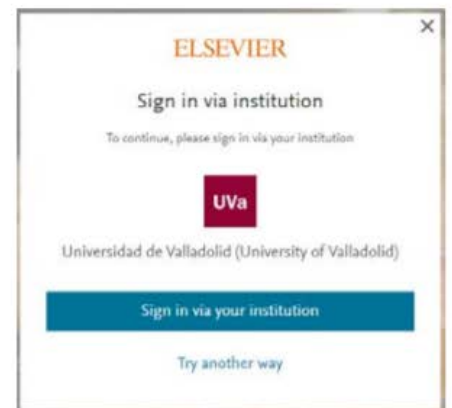 ELSEVIER
Sign in via institution
To continue, please sign in via your institution
UVa
Universidad de Valladolid (University of Valladolid)
Sign in via your institution
Try another way